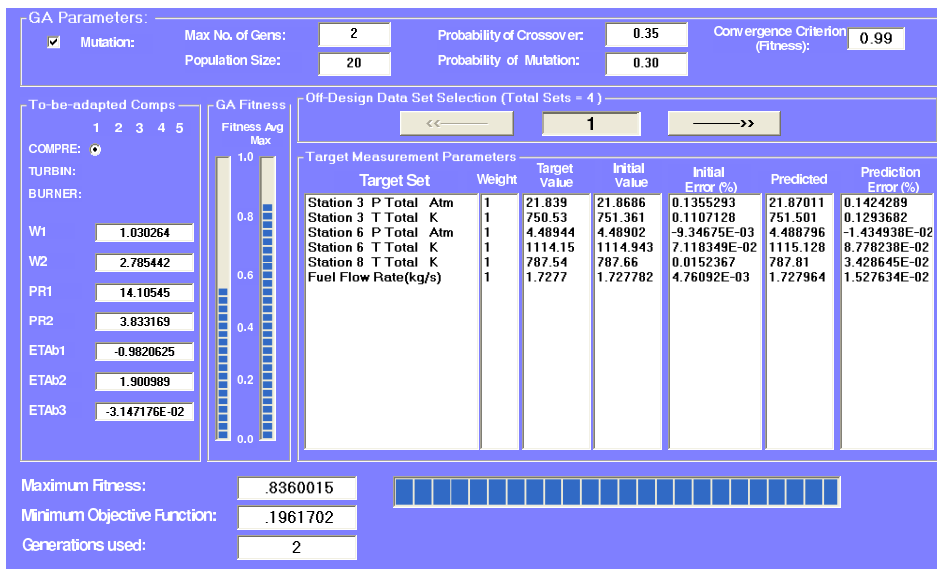 GA Parameters:
Mutation:
Max No. of Gens: 2
Probability of Crossover: 0.35
Convergence Criterion (Fitness): 0.99
Population Size: 20
Probability of Mutation: 0.30
To-be-adapted Comps
1 2 3 4 5
COMPRE:
TURBIN:
BURNER:
W1 1.030264
W2 2.785442
PR1 14.10545
PR2 3.833169
ETAb1 -0.9820625
ETAb2 1.900989
ETAb3 -3.147176E-02
GA Fitness
Fitness Avg
Max
1.0
0.8
0.6
0.4
0.2
0.0
Off-Design Data Set Selection (Total Sets = 4 )
<<——— 1 ———>>
Target Measurement Parameters
Target Set Weight Target Value Initial Value Initial Error (%) Predicted Prediction Error (%)
Station 3 P Total Atm 1 21.839 21.8686 0.1355293 21.87011 0.1424289
Station 3 T Total K 1 750.53 751.361 0.1107128 751.501 0.1293682
Station 6 P Total Atm 1 4.48944 4.48902 -9.34675E-03 4.488796 -1.434938E-02
Station 6 T Total K 1 1114.15 1114.943 7.118349E-02 1115.128 8.778238E-02
Station 8 T Total K 1 787.54 787.66 0.0152367 787.81 3.428645E-02
Fuel Flow Rate(kg/s) 1 1.7277 1.727782 4.76092E-03 1.727964 1.527634E-02
Maximum Fitness: .8360015
Minimum Objective Function: .1961702
Generations used: 2